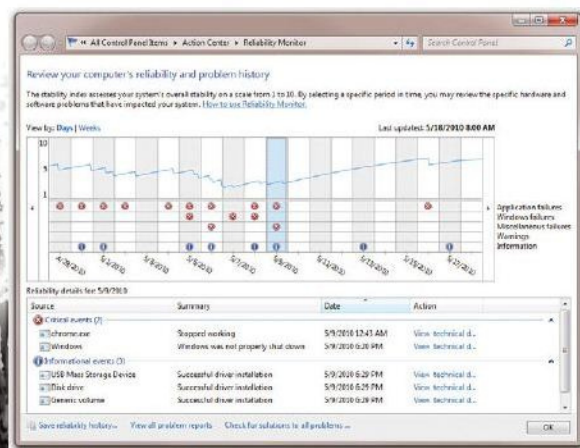 All Control Panel Items ▸ Action Center ▸ Reliability Monitor
Search Control Panel
Review your computer's reliability and problem history
The stability index assesses your system's overall stability on a scale from 1 to 10. By selecting a specific period in time, you may review the specific hardware and
software problems that have impacted your system. How to use Reliability Monitor.
View by: Days | Weeks
Last updated: 5/18/2010 8:00 AM
10
5
1
Application failures
Windows failures
Miscellaneous failures
Warnings
Information
Reliability details for: 5/9/2010
Source Summary Date Action
Critical events (2)
chrome.exe Stopped working 5/9/2010 12:43 AM View technical d...
Windows Windows was not properly shut down 5/9/2010 6:28 PM View technical d...
Informational events (3)
USB Mass Storage Device Successful driver installation 5/9/2010 6:29 PM View technical d...
Disk drive Successful driver installation 5/9/2010 6:29 PM View technical d...
Generic volume Successful driver installation 5/9/2010 6:29 PM View technical d...
Save reliability history... View all problem reports Check for solutions to all problems ...
OK